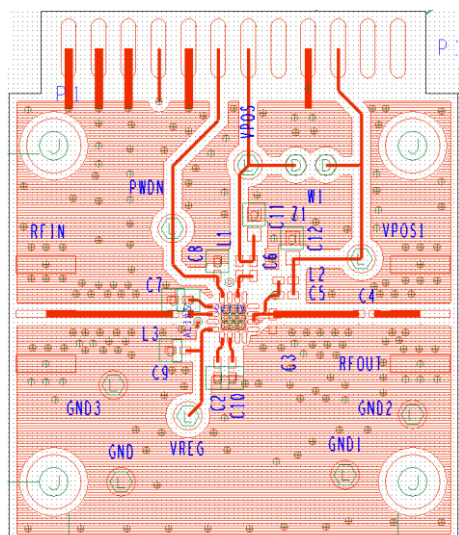 P1
P1
VPOS
PWDN
W1
C11
Z1
RFIN
L1
C12
VPOS1
C8
C6
L2
C7
C5
C4
L3
C3
RFOUT
C9
C2
C10
GND3
GND2
GND
VREG
GND1
J
J
J
J
L
L
L
L